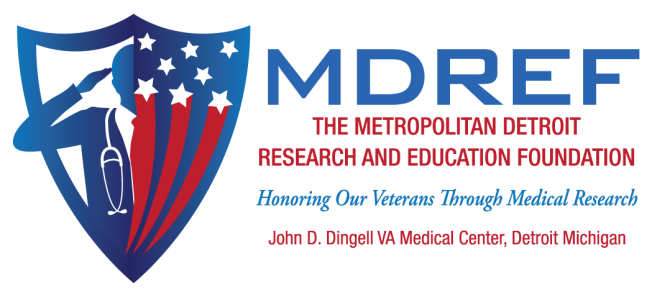 MDREF
THE METROPOLITAN DETROIT
RESEARCH AND EDUCATION FOUNDATION
Honoring Our Veterans Through Medical Research
John D. Dingell VA Medical Center, Detroit Michigan